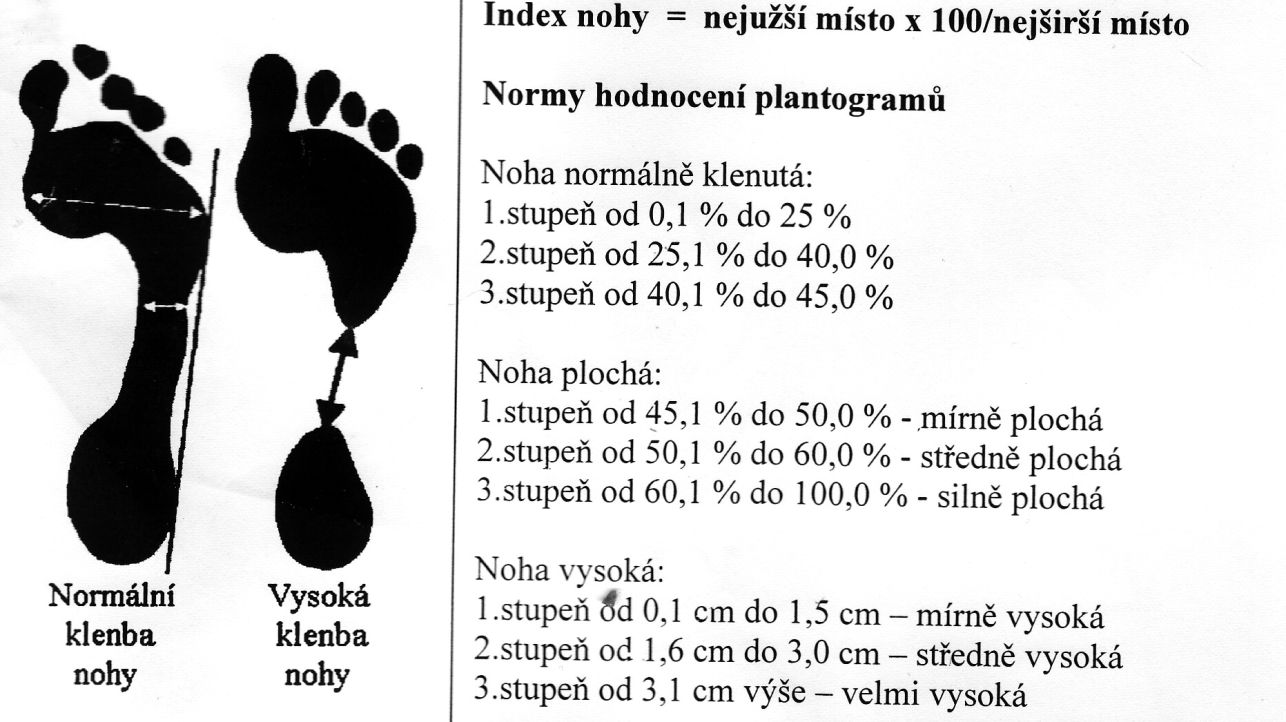 Index nohy = nejužší místo x 100/nejširší místo
Normy hodnocení plantogramů
Noha normálně klenutá:
1.stupeň od 0,1 % do 25 %
2.stupeň od 25,1 % do 40,0 %
3.stupeň od 40,1 % do 45,0 %
Noha plochá:
1.stupeň od 45,1 % do 50,0 % - mírně plochá
2.stupeň od 50,1 % do 60,0 % - středně plochá
3.stupeň od 60,1 % do 100,0 % - silně plochá
Noha vysoká:
1.stupeň od 0,1 cm do 1,5 cm – mírně vysoká
2.stupeň od 1,6 cm do 3,0 cm – středně vysoká
3.stupeň od 3,1 cm výše – velmi vysoká
Normální
klenba
nohy
Vysoká
klenba
nohy